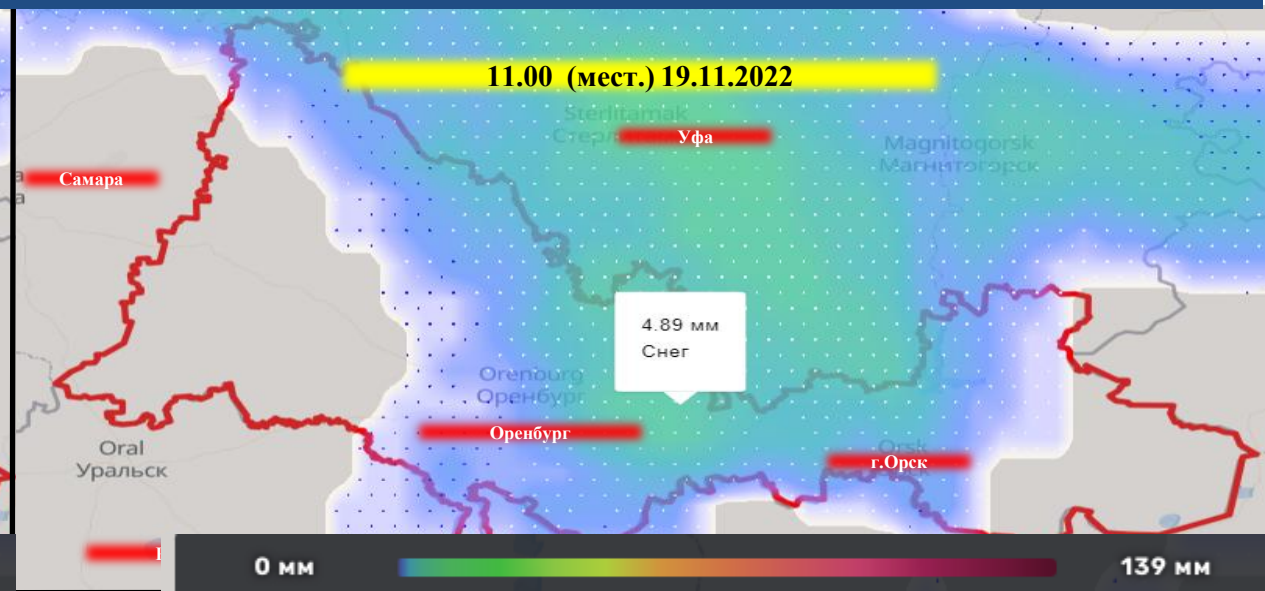 11.00 (мест.) 19.11.2022
Sterlitamak
Уфа
Magnitogorsk
Магнитогорск
Самара
4.89 мм
Снег
Orenburg
Оренбург
Оренбург
Orsk
г.Орск
Oral
Уральск
0 мм
139 мм